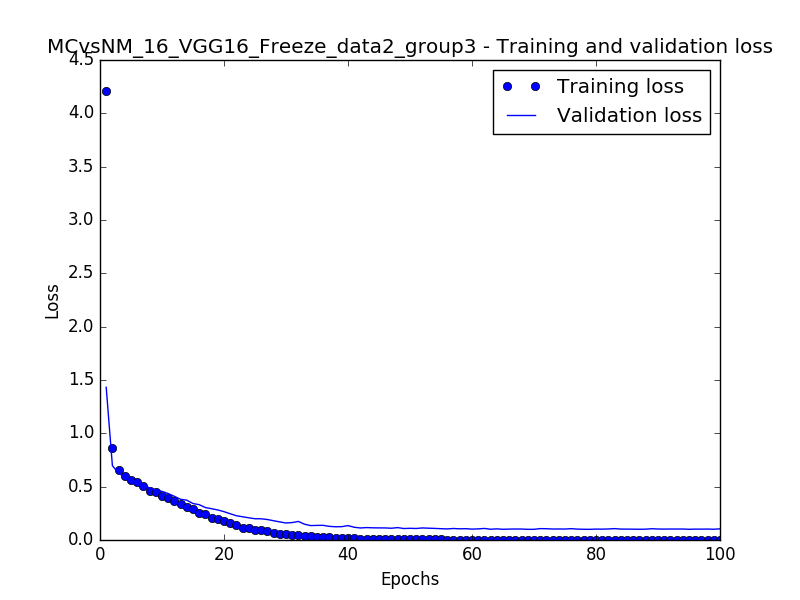 MCvsNM_16_VGG16_Freeze_data2_group3 - Training and validation loss
4.5
4.0
3.5
3.0
2.5
2.0
1.5
1.0
0.5
0.0
Loss
Training loss
Validation loss
0 20 40 60 80 100
Epochs